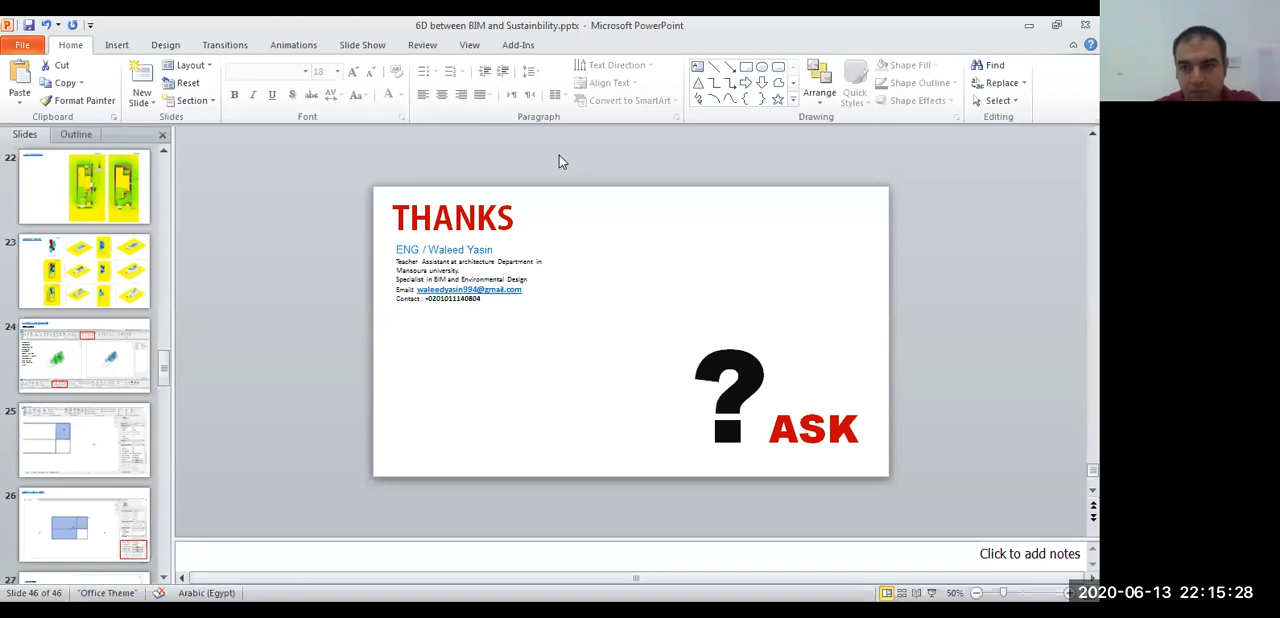 6D between BIM and Sustainbility.pptx - Microsoft PowerPoint
File Home Insert Design Transitions Animations Slide Show Review View Add-Ins
Paste
Cut
Copy
Format Painter
Clipboard
New Slide
Layout
Reset
Section
Slides
18
Font
Text Direction
Align Text
Convert to SmartArt
Paragraph
Arrange
Quick Styles
Shape Fill
Shape Outline
Shape Effects
Drawing
Find
Replace
Select
Editing
Slides Outline
22
23
24
25
26
27
THANKS
ENG / Waleed Yasin
Teacher Assistant at architecture Department in
Mansoura university.
Specialist in BIM and Environmental Design
Email: waleedyasin994@gmail.com
Contact : +0201011140804
? ASK
Click to add notes
Slide 46 of 46 "Office Theme" Arabic (Egypt) 50%
2020-06-13 22:15:28